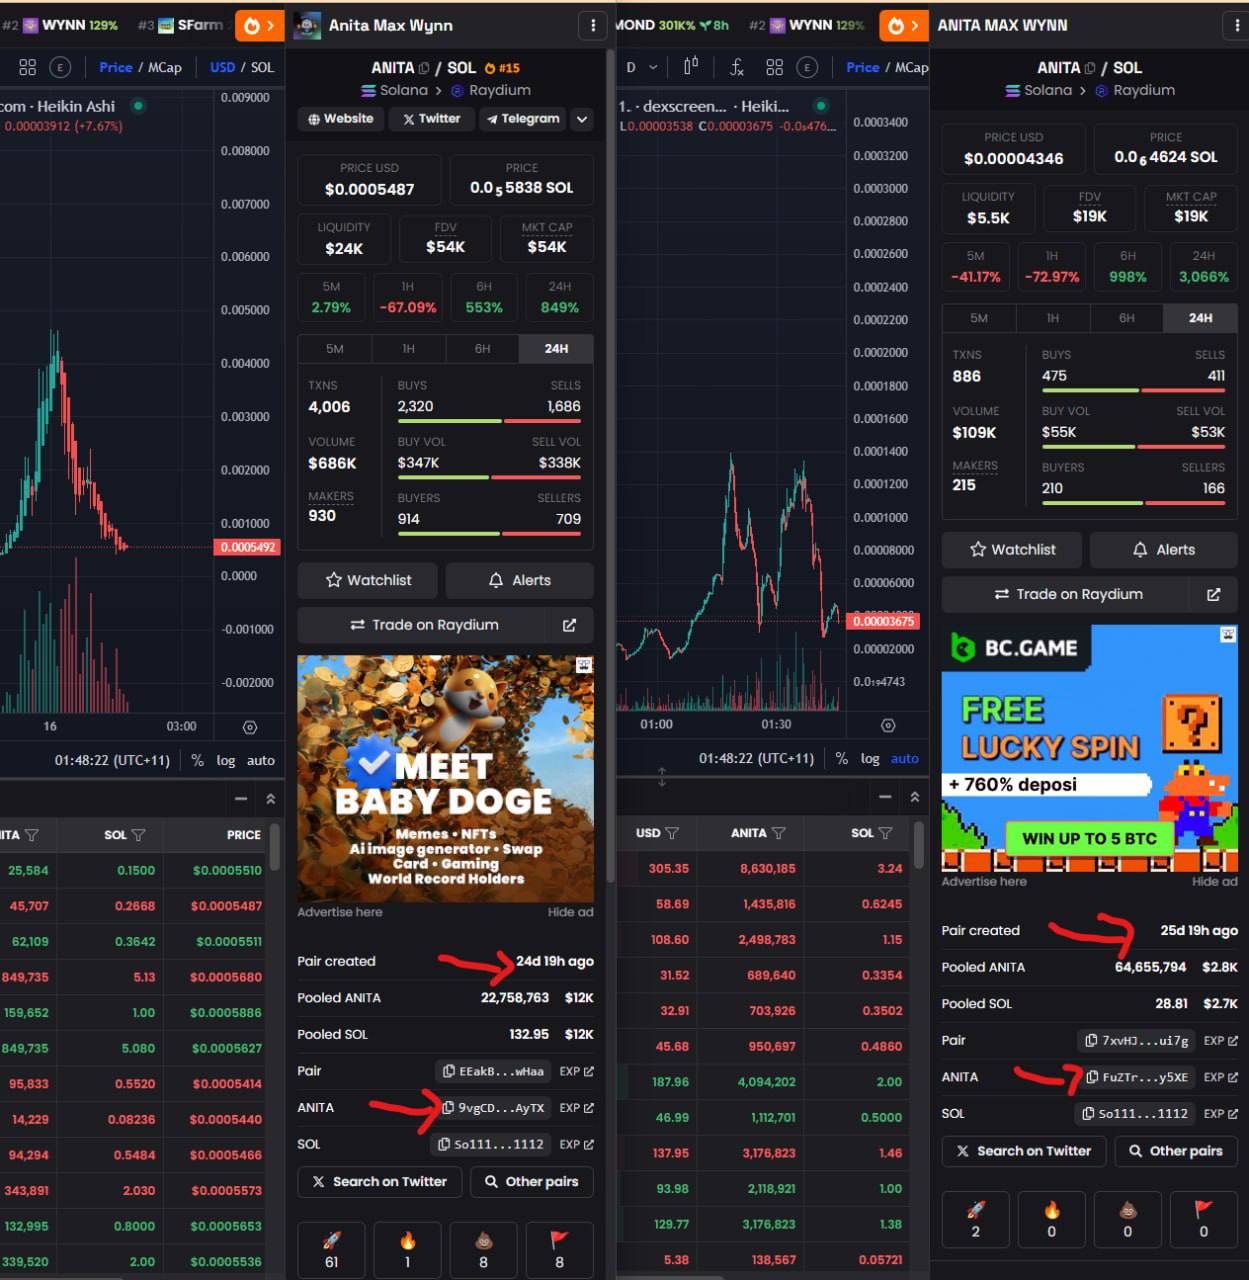 #2 WYNN 129% #3 SFarm
Price / MCap USD / SOL
com · Heikin Ashi
0.00003912 (+7.67%)
0.009000
0.008000
0.007000
0.006000
0.005000
0.004000
0.003000
0.002000
0.001000
0.0005492
0.0000
-0.001000
-0.002000
16 03:00
01:48:22 (UTC+11) % log auto
ITA SOL PRICE
25,584 0.1500 $0.0005510
45,707 0.2668 $0.0005487
62,109 0.3642 $0.0005511
849,735 5.13 $0.0005680
159,652 1.00 $0.0005886
849,735 5.080 $0.0005627
95,833 0.5520 $0.0005414
14,229 0.08236 $0.0005440
94,294 0.5484 $0.0005466
343,891 2.030 $0.0005573
132,995 0.8000 $0.0005653
339,520 2.00 $0.0005536
Anita Max Wynn
ANITA / SOL #15
Solana > Raydium
Website Twitter Telegram
PRICE USD PRICE
$0.0005487 0.0₅5838 SOL
LIQUIDITY FDV MKT CAP
$24K $54K $54K
5M 1H 6H 24H
2.79% -67.09% 553% 849%
5M 1H 6H 24H
TXNS BUYS SELLS
4,006 2,320 1,686
VOLUME BUY VOL SELL VOL
$686K $347K $338K
MAKERS BUYERS SELLERS
930 914 709
Watchlist Alerts
Trade on Raydium
MEET
BABY DOGE
Memes • NFTs
Ai image generator • Swap
Card • Gaming
World Record Holders
Advertise here Hide ad
Pair created 24d 19h ago
Pooled ANITA 22,758,763 $12K
Pooled SOL 132.95 $12K
Pair EEakB...wHaa EXP
ANITA 9vgCD...AyTX EXP
SOL So111...1112 EXP
Search on Twitter Other pairs
61 1 8 8
MOND 301K% 8h #2 WYNN 129%
D Price / MCap
1. · dexscreen... · Heiki...
L0.00003538 C0.00003675 -0.0₅476...
0.0003400
0.0003200
0.0003000
0.0002800
0.0002600
0.0002400
0.0002200
0.0002000
0.0001800
0.0001600
0.0001400
0.0001200
0.0001000
0.00008000
0.00006000
0.00003675
0.00002000
0.0₁₉4743
01:00 01:30
01:48:22 (UTC+11) % log auto
USD ANITA SOL
305.35 8,630,185 3.24
58.69 1,435,816 0.6245
108.60 2,498,783 1.15
31.52 689,640 0.3354
32.91 703,926 0.3502
45.68 950,697 0.4860
187.96 4,094,202 2.00
46.99 1,112,701 0.5000
137.95 3,176,823 1.46
93.98 2,118,921 1.00
129.77 3,176,823 1.38
5.38 138,567 0.05721
ANITA MAX WYNN
ANITA / SOL
Solana > Raydium
PRICE USD PRICE
$0.00004346 0.0₆4624 SOL
LIQUIDITY FDV MKT CAP
$5.5K $19K $19K
5M 1H 6H 24H
-41.17% -72.97% 998% 3,066%
5M 1H 6H 24H
TXNS BUYS SELLS
886 475 411
VOLUME BUY VOL SELL VOL
$109K $55K $53K
MAKERS BUYERS SELLERS
215 210 166
Watchlist Alerts
Trade on Raydium
BC.GAME
FREE
LUCKY SPIN
+ 760% deposi
WIN UP TO 5 BTC
Advertise here Hide ad
Pair created 25d 19h ago
Pooled ANITA 64,655,794 $2.8K
Pooled SOL 28.81 $2.7K
Pair 7xvHJ...ui7g EXP
ANITA FuZTr...y5XE EXP
SOL So111...1112 EXP
Search on Twitter Other pairs
2 0 0 0